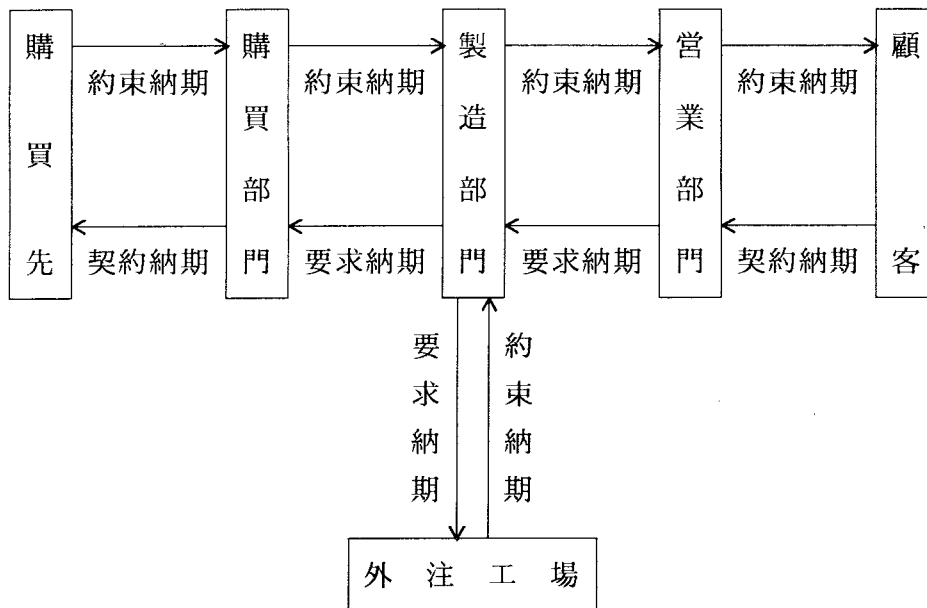 購買先
購買部門
製造部門
営業部門
顧客
約束納期
約束納期
約束納期
約束納期
契約納期
要求納期
要求納期
契約納期
要求納期
約束納期
外注工場